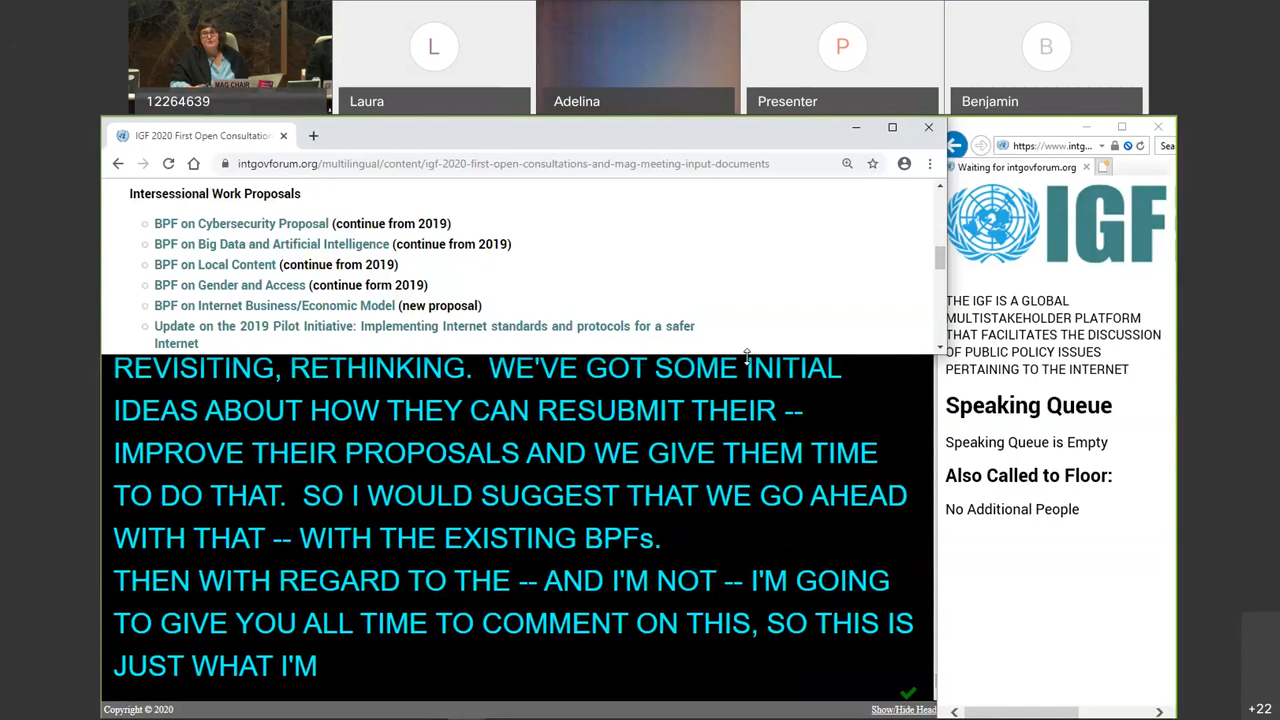 MAG CHAIR
12264639
L
Laura
Adelina
P
Presenter
B
Benjamin
IGF 2020 First Open Consultation
intgovforum.org/multilingual/content/igf-2020-first-open-consultations-and-mag-meeting-input-documents
Intersessional Work Proposals
BPF on Cybersecurity Proposal (continue from 2019)
BPF on Big Data and Artificial Intelligence (continue from 2019)
BPF on Local Content (continue from 2019)
BPF on Gender and Access (continue form 2019)
BPF on Internet Business/Economic Model (new proposal)
Update on the 2019 Pilot Initiative: Implementing Internet standards and protocols for a safer
Internet
REVISITING, RETHINKING.  WE'VE GOT SOME INITIAL
IDEAS ABOUT HOW THEY CAN RESUBMIT THEIR --
IMPROVE THEIR PROPOSALS AND WE GIVE THEM TIME
TO DO THAT.  SO I WOULD SUGGEST THAT WE GO AHEAD
WITH THAT -- WITH THE EXISTING BPFs.
THEN WITH REGARD TO THE -- AND I'M NOT -- I'M GOING
TO GIVE YOU ALL TIME TO COMMENT ON THIS, SO THIS IS
JUST WHAT I'M
Copyright © 2020
Show/Hide Head
https://www.intg...
Sea
Waiting for intgovforum.org
IGF
THE IGF IS A GLOBAL
MULTISTAKEHOLDER PLATFORM
THAT FACILITATES THE DISCUSSION
OF PUBLIC POLICY ISSUES
PERTAINING TO THE INTERNET
Speaking Queue
Speaking Queue is Empty
Also Called to Floor:
No Additional People
+22